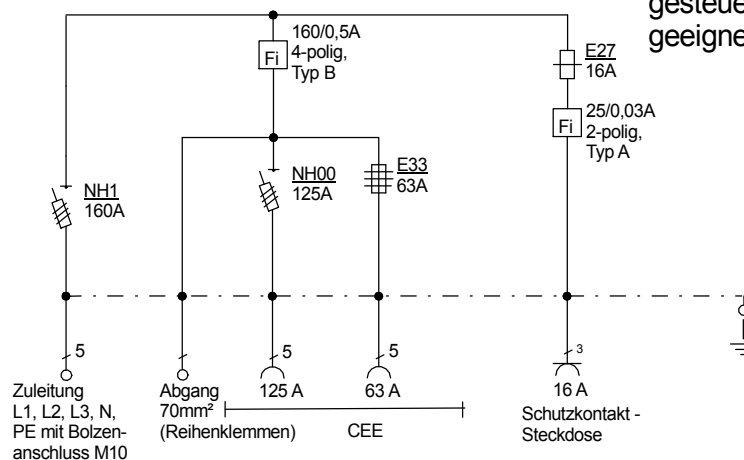 gesteue
geeigne
160/0,5A
4-polig,
Typ B
Fi
E27
16A
25/0,03A
2-polig,
Typ A
Fi
NH1
160A
NH00
125A
E33
63A
5
5
5
3
Zuleitung
L1, L2, L3, N,
PE mit Bolzen-
anschluss M10
Abgang
70mm²
(Reihenklemmen)
125 A
63 A
CEE
16 A
Schutzkontakt -
Steckdose